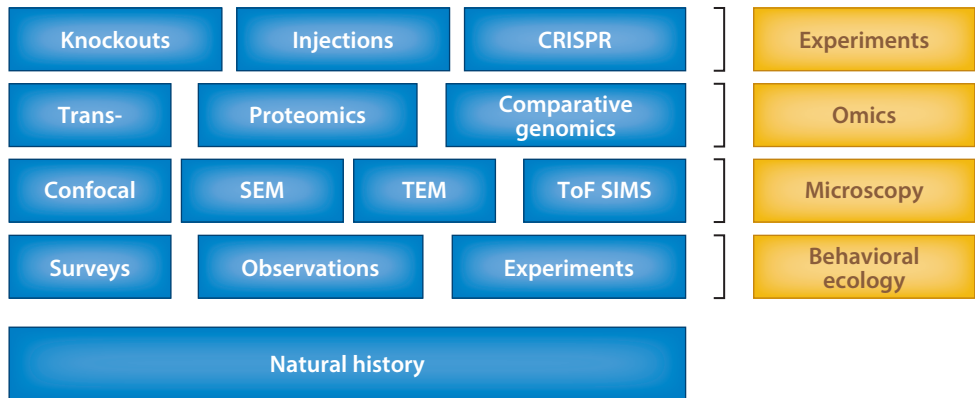 Knockouts Injections CRISPR Experiments
Trans- Proteomics Comparative genomics Omics
Confocal SEM TEM ToF SIMS Microscopy
Surveys Observations Experiments Behavioral ecology
Natural history